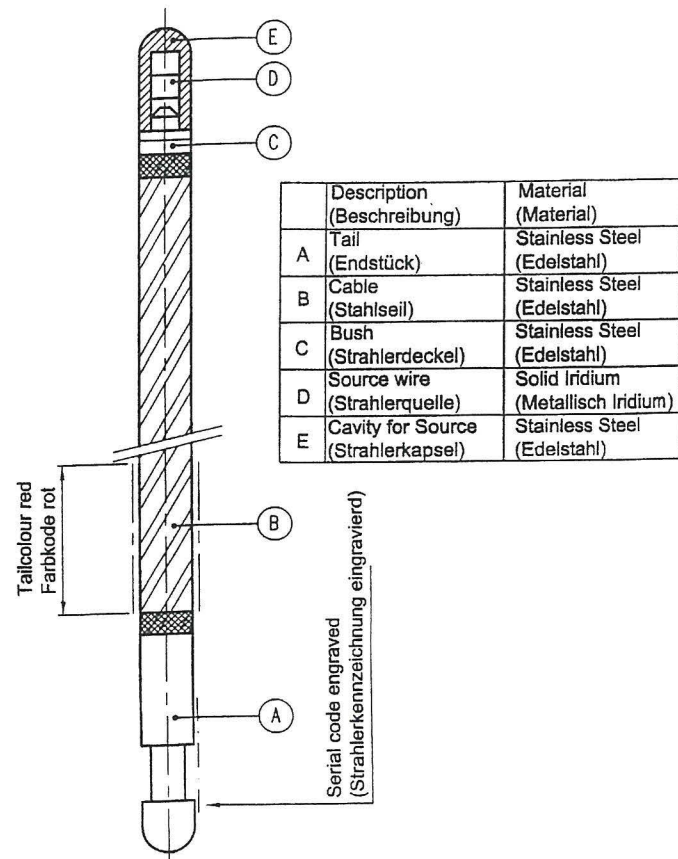 E
D
C
Description Material
(Beschreibung) (Material)
A Tail Stainless Steel
(Endstück) (Edelstahl)
B Cable Stainless Steel
(Stahlseil) (Edelstahl)
C Bush Stainless Steel
(Strahlerdeckel) (Edelstahl)
D Source wire Solid Iridium
(Strahlerquelle) (Metallisch Iridium)
E Cavity for Source Stainless Steel
(Strahlerkapsel) (Edelstahl)
Tailcolour red
Farbkode rot
B
A
Serial code engraved
(Strahlerkennzeichnung eingravierd)